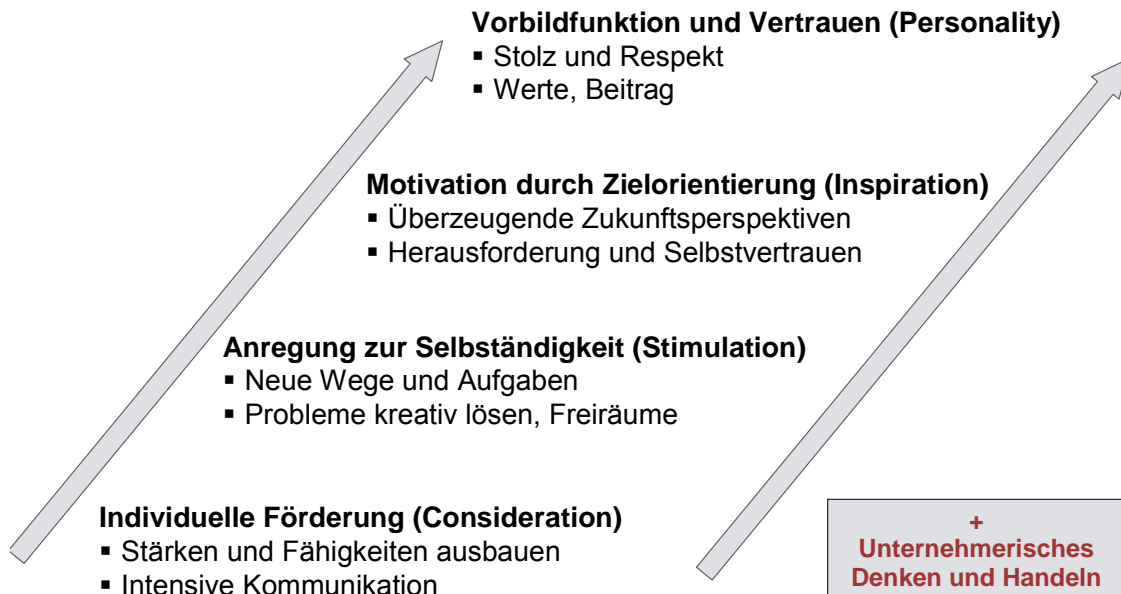 Vorbildfunktion und Vertrauen (Personality)
▪ Stolz und Respekt
▪ Werte, Beitrag
Motivation durch Zielorientierung (Inspiration)
▪ Überzeugende Zukunftsperspektiven
▪ Herausforderung und Selbstvertrauen
Anregung zur Selbständigkeit (Stimulation)
▪ Neue Wege und Aufgaben
▪ Probleme kreativ lösen, Freiräume
Individuelle Förderung (Consideration)
▪ Stärken und Fähigkeiten ausbauen
▪ Intensive Kommunikation
+
Unternehmerisches
Denken und Handeln